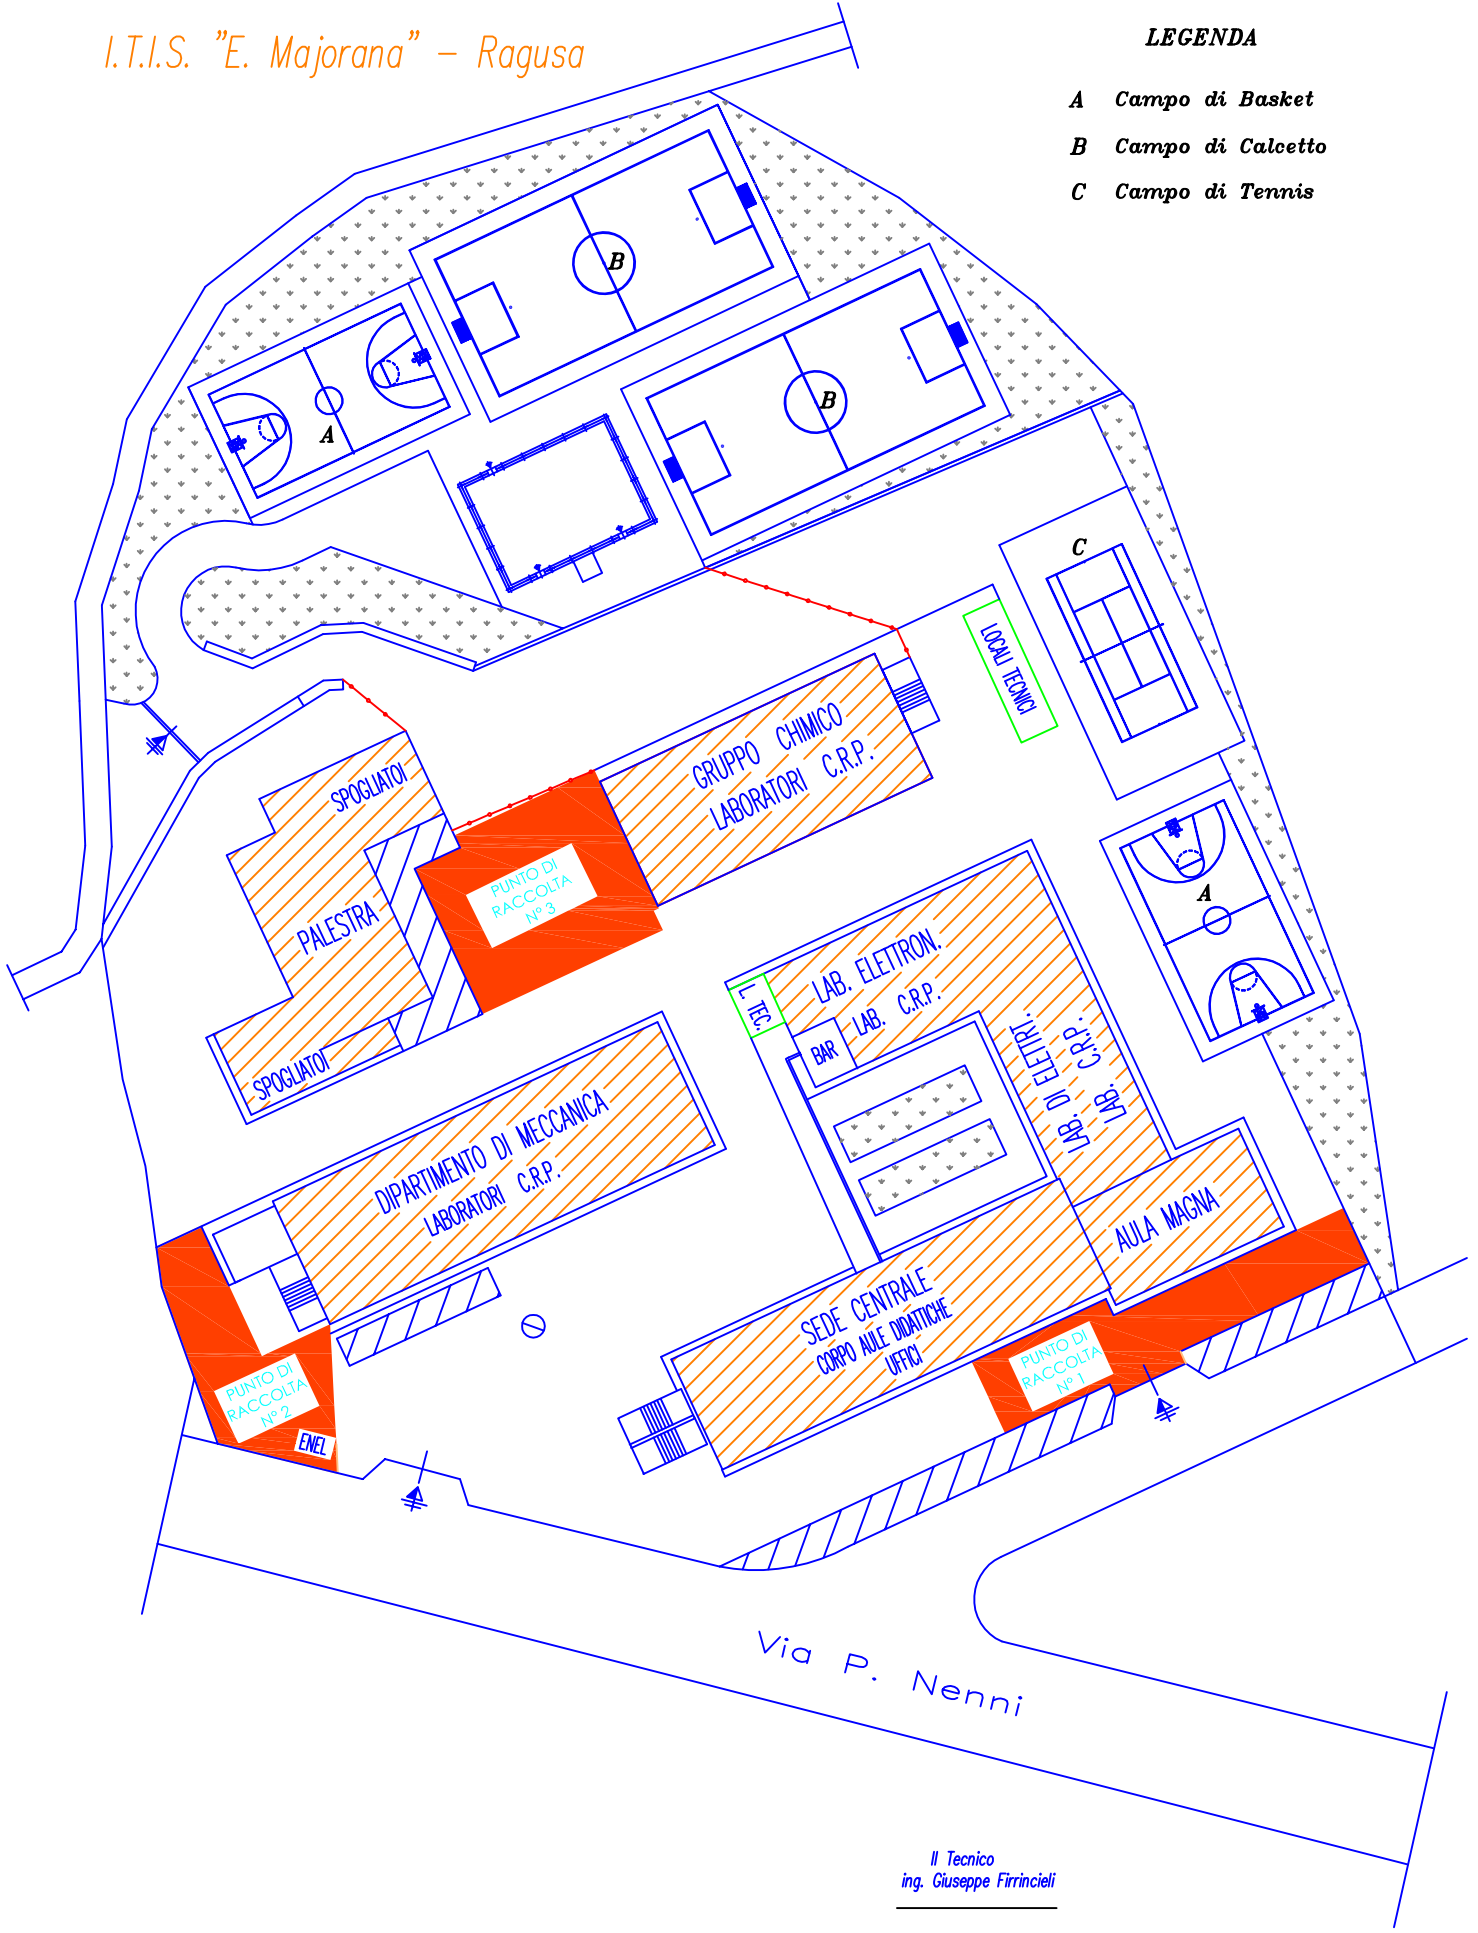 I.T.I.S. "E. Majorana" - Ragusa
LEGENDA
A Campo di Basket
B Campo di Calcetto
C Campo di Tennis
B
B
A
C
LOCALI TECNICI
GRUPPO CHIMICO
LABORATORI C.R.P.
SPOGLIATOI
PALESTRA
SPOGLIATOI
PUNTO DI
RACCOLTA
N° 3
A
LAB. ELETTRON.
LAB. C.R.P.
L. TEC.
BAR
LAB. DI ELETTR.
LAB. C.R.P.
DIPARTIMENTO DI MECCANICA
LABORATORI C.R.P.
AULA MAGNA
SEDE CENTRALE
CORPO AULE DIDATTICHE
UFFICI
PUNTO DI
RACCOLTA
N° 1
PUNTO DI
RACCOLTA
N° 2
ENEL
Via P. Nenni
Il Tecnico
ing. Giuseppe Firrincieli